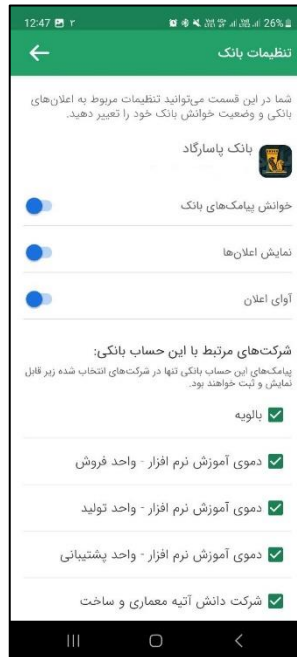 12:47
26%
تنظیمات بانک
شما در این قسمت می‌توانید تنظیمات مربوط به اعلان‌های
بانکی و وضعیت خوانش بانک خود را تغییر دهید.
بانک پاسارگاد
خوانش پیامک‌های بانک
نمایش اعلان‌ها
آوای اعلان
شرکت‌های مرتبط با این حساب بانکی:
پیامک‌های این حساب بانکی تنها در شرکت‌های انتخاب شده زیر قابل
نمایش و ثبت خواهند بود.
بالویه
دموی آموزش نرم افزار - واحد فروش
دموی آموزش نرم افزار - واحد تولید
دموی آموزش نرم افزار - واحد پشتیبانی
شرکت دانش آتیه معماری و ساخت